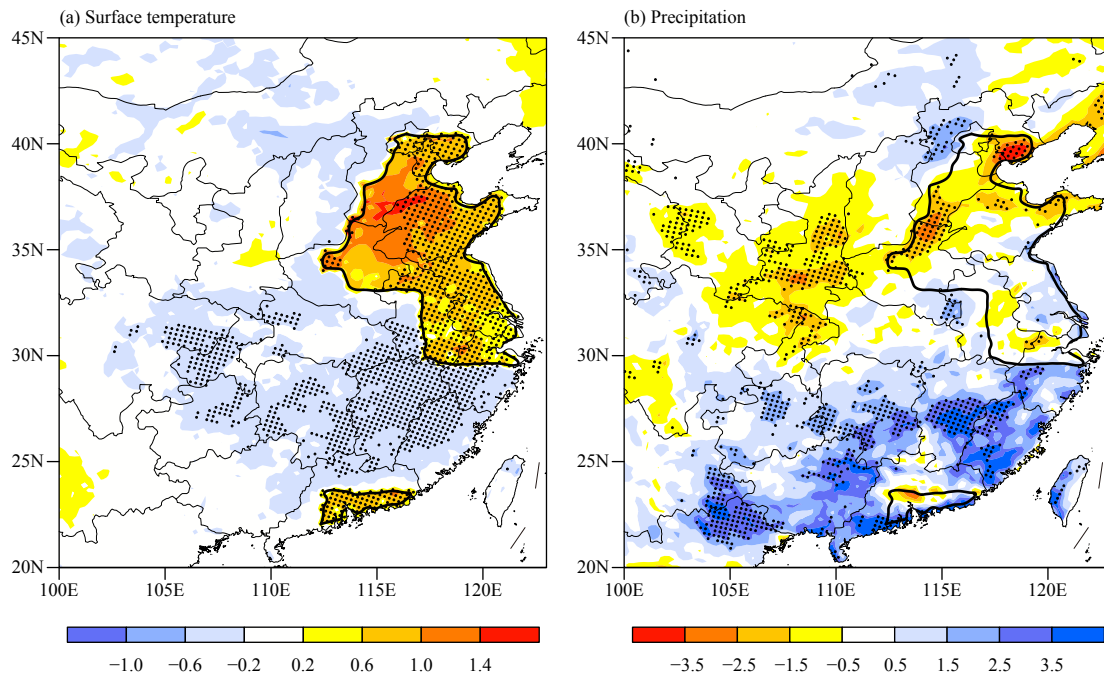 (a) Surface temperature
(b) Precipitation
45N
40N
35N
30N
25N
20N
100E 105E 110E 115E 120E
45N
40N
35N
30N
25N
20N
100E 105E 110E 115E 120E
−1.0 −0.6 −0.2 0.2 0.6 1.0 1.4
−3.5 −2.5 −1.5 −0.5 0.5 1.5 2.5 3.5